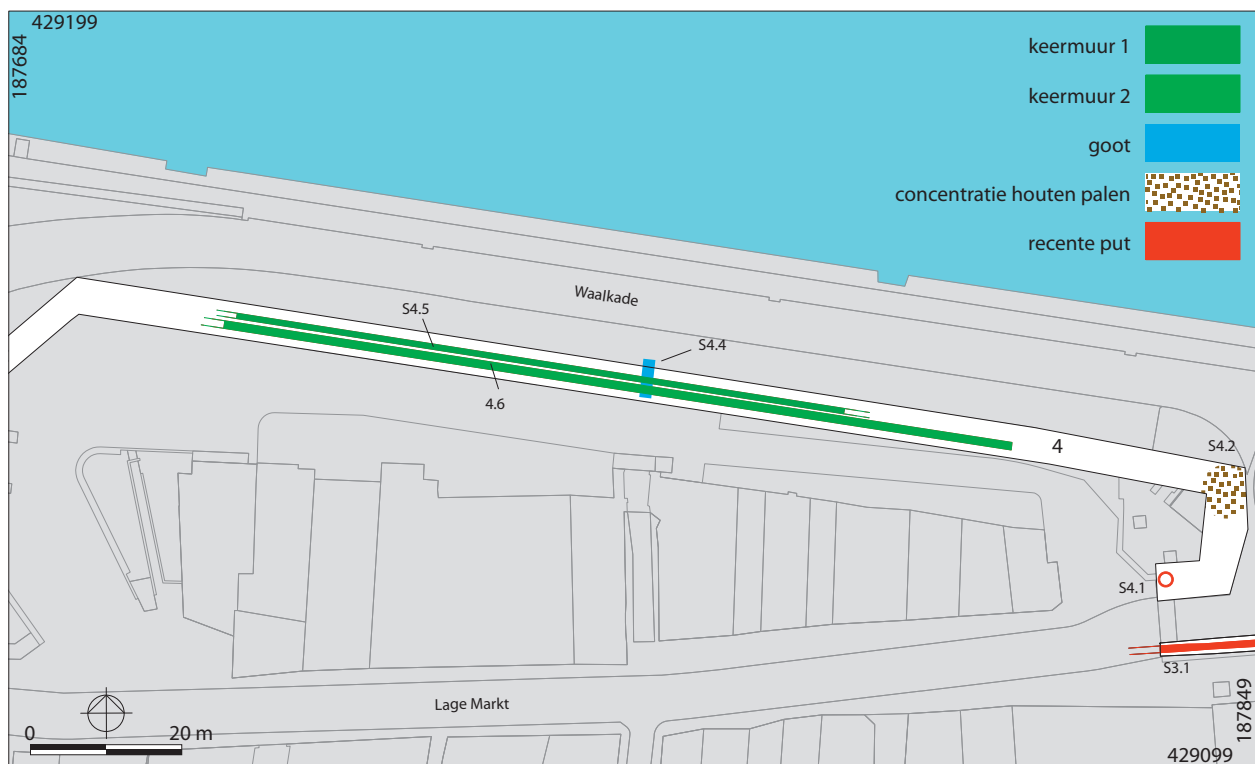 429199
187684
keermuur 1
keermuur 2
goot
concentratie houten palen
recente put
Waalkade
S4.5
S4.4
4.6
4
S4.2
S4.1
S3.1
Lage Markt
0 20 m
187849
429099